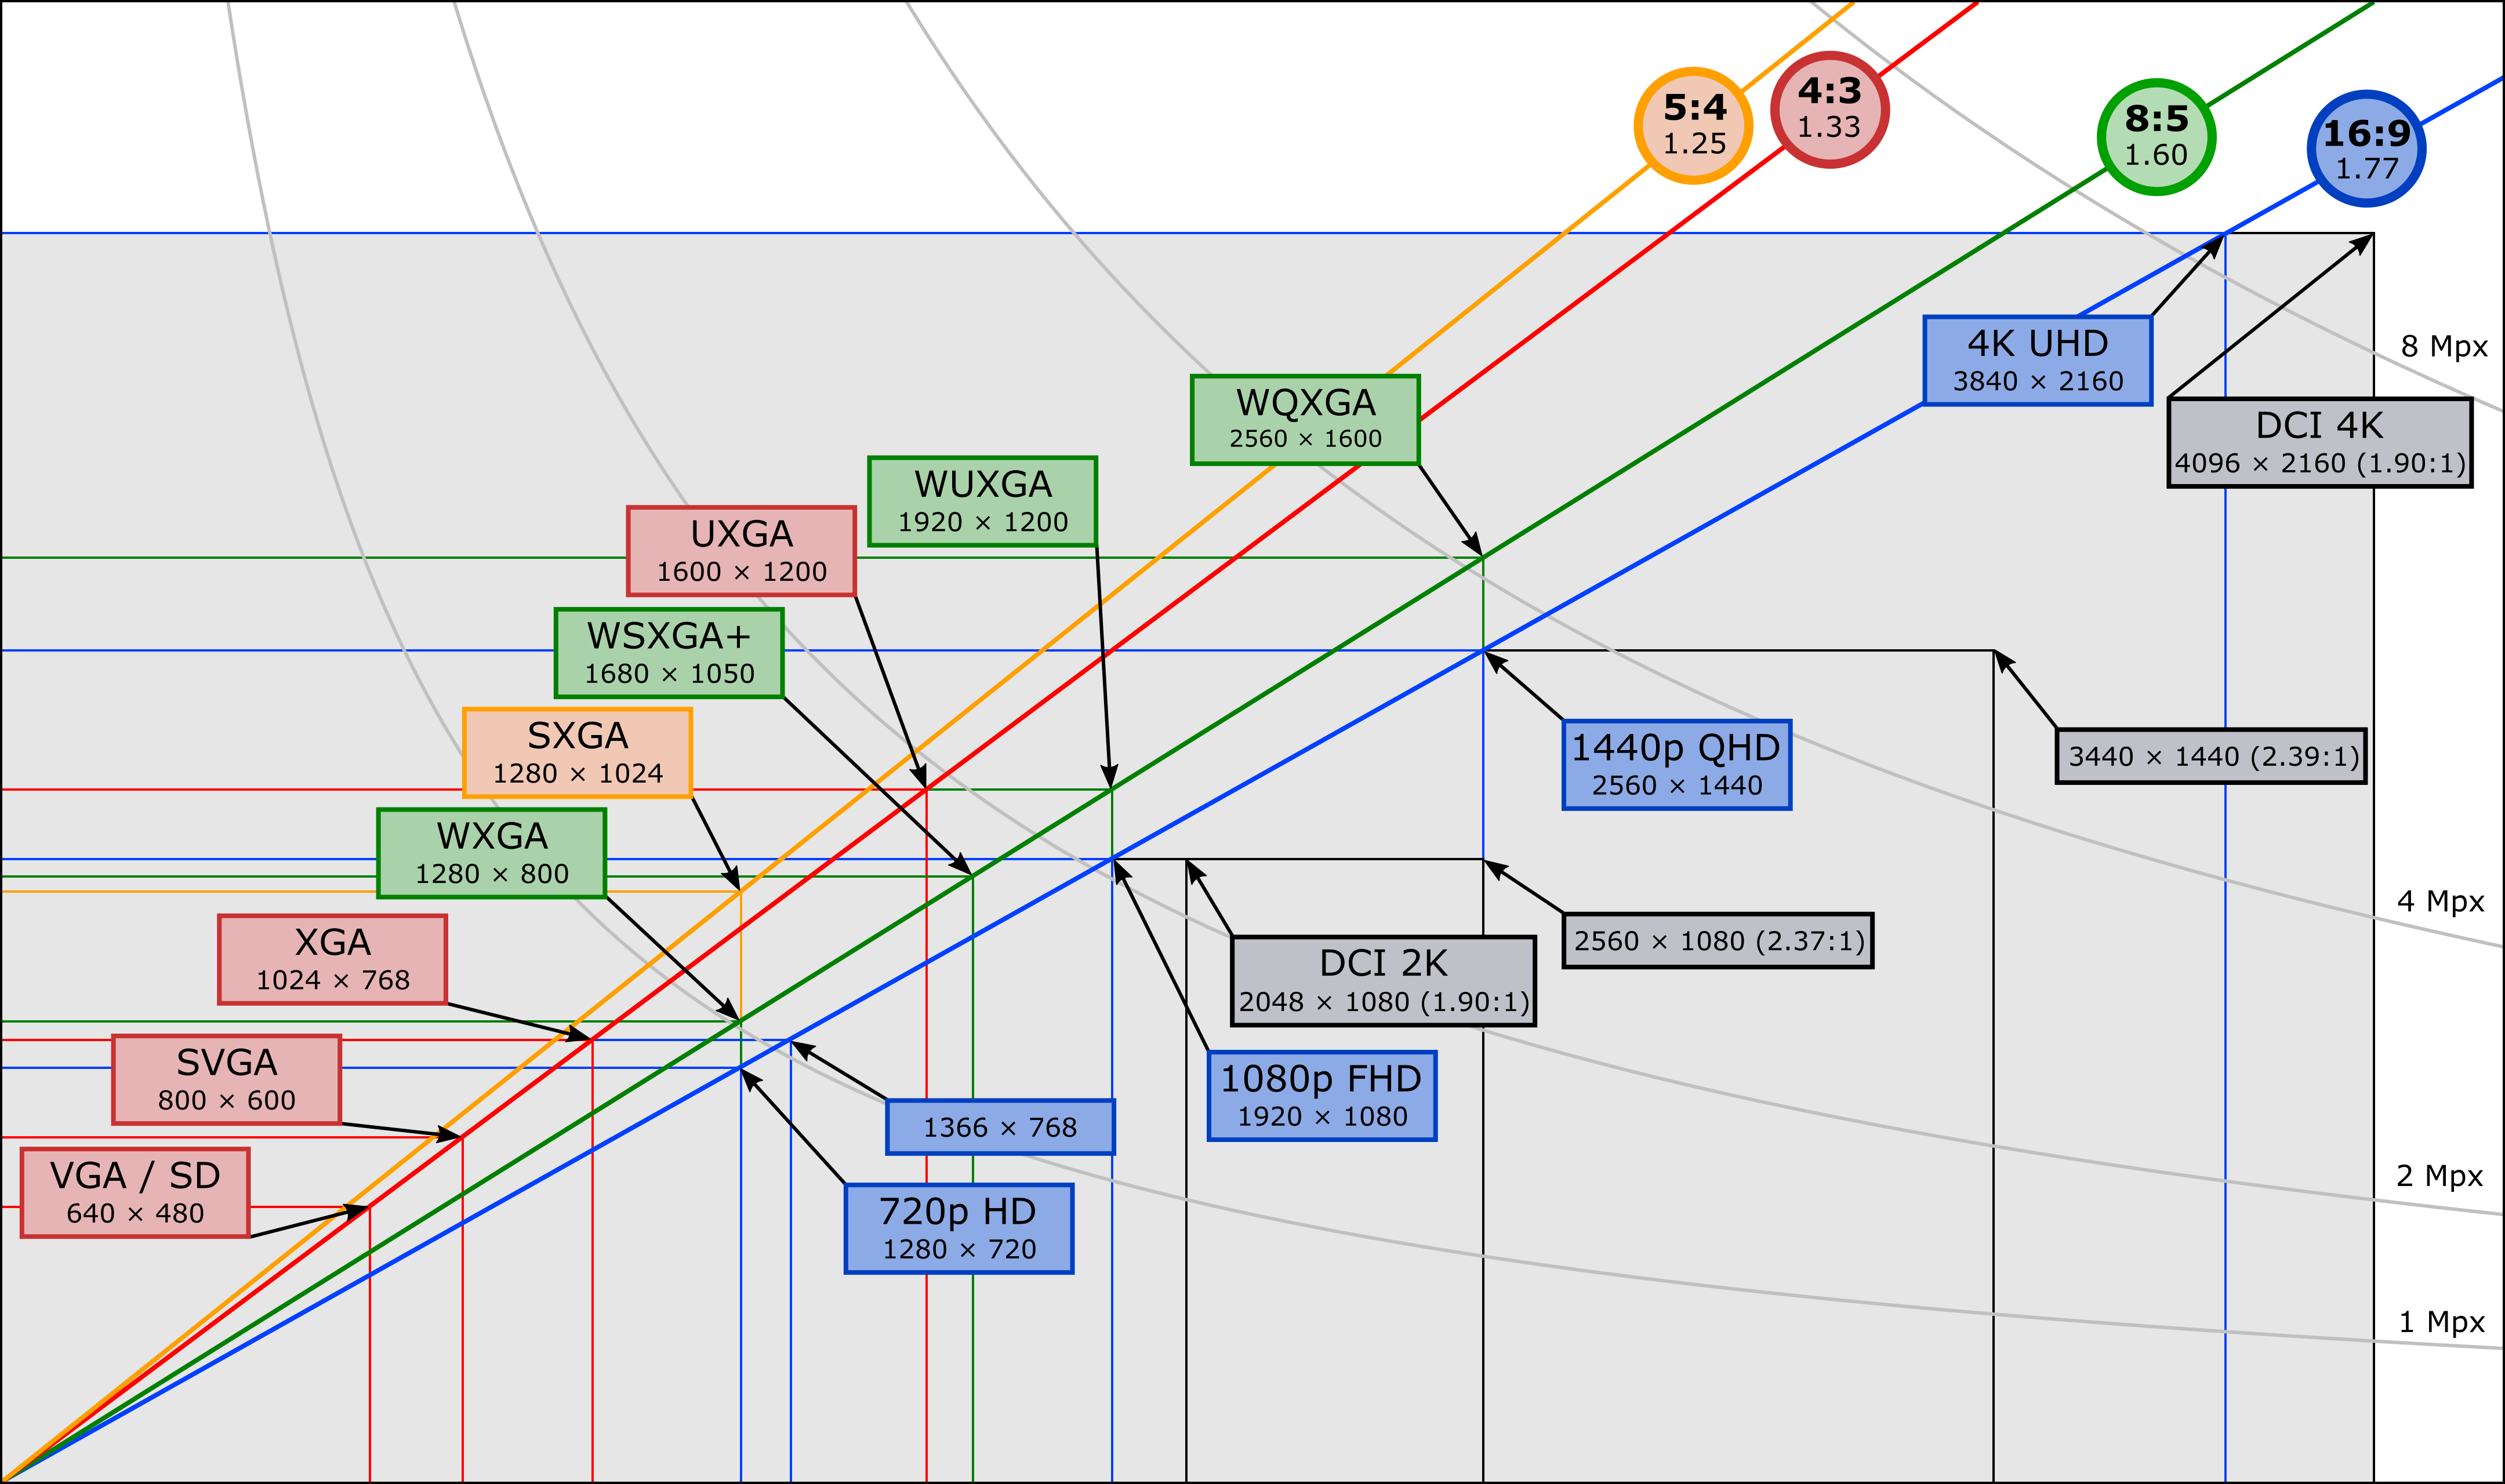 5:4
1.25
4:3
1.33
8:5
1.60
16:9
1.77
4K UHD
3840 × 2160
8 Mpx
WQXGA
2560 × 1600
DCI 4K
4096 × 2160 (1.90:1)
WUXGA
1920 × 1200
UXGA
1600 × 1200
WSXGA+
1680 × 1050
SXGA
1280 × 1024
1440p QHD
2560 × 1440
3440 × 1440 (2.39:1)
WXGA
1280 × 800
4 Mpx
XGA
1024 × 768
2560 × 1080 (2.37:1)
DCI 2K
2048 × 1080 (1.90:1)
SVGA
800 × 600
1080p FHD
1920 × 1080
1366 × 768
VGA / SD
640 × 480
2 Mpx
720p HD
1280 × 720
1 Mpx